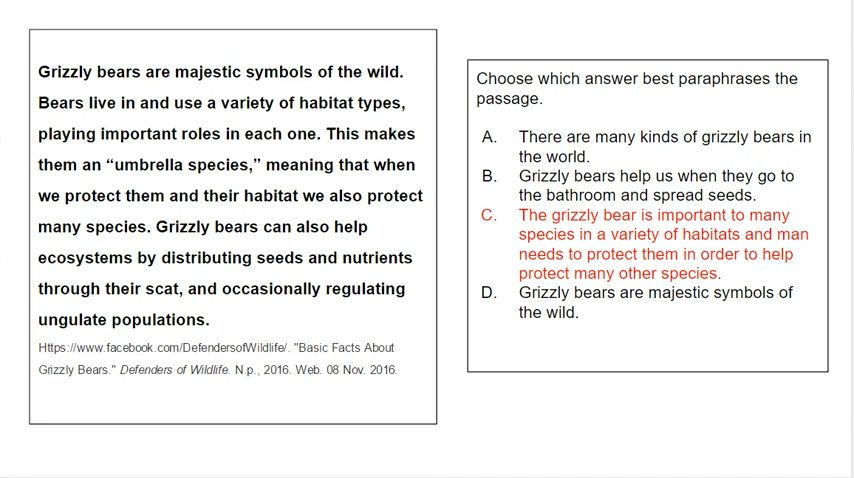 Grizzly bears are majestic symbols of the wild.
Bears live in and use a variety of habitat types,
playing important roles in each one. This makes
them an “umbrella species,” meaning that when
we protect them and their habitat we also protect
many species. Grizzly bears can also help
ecosystems by distributing seeds and nutrients
through their scat, and occasionally regulating
ungulate populations.
Https://www.facebook.com/DefendersofWildlife/. "Basic Facts About
Grizzly Bears." Defenders of Wildlife. N.p., 2016. Web. 08 Nov. 2016.
Choose which answer best paraphrases the
passage.
A. There are many kinds of grizzly bears in
the world.
B. Grizzly bears help us when they go to
the bathroom and spread seeds.
C. The grizzly bear is important to many
species in a variety of habitats and man
needs to protect them in order to help
protect many other species.
D. Grizzly bears are majestic symbols of
the wild.